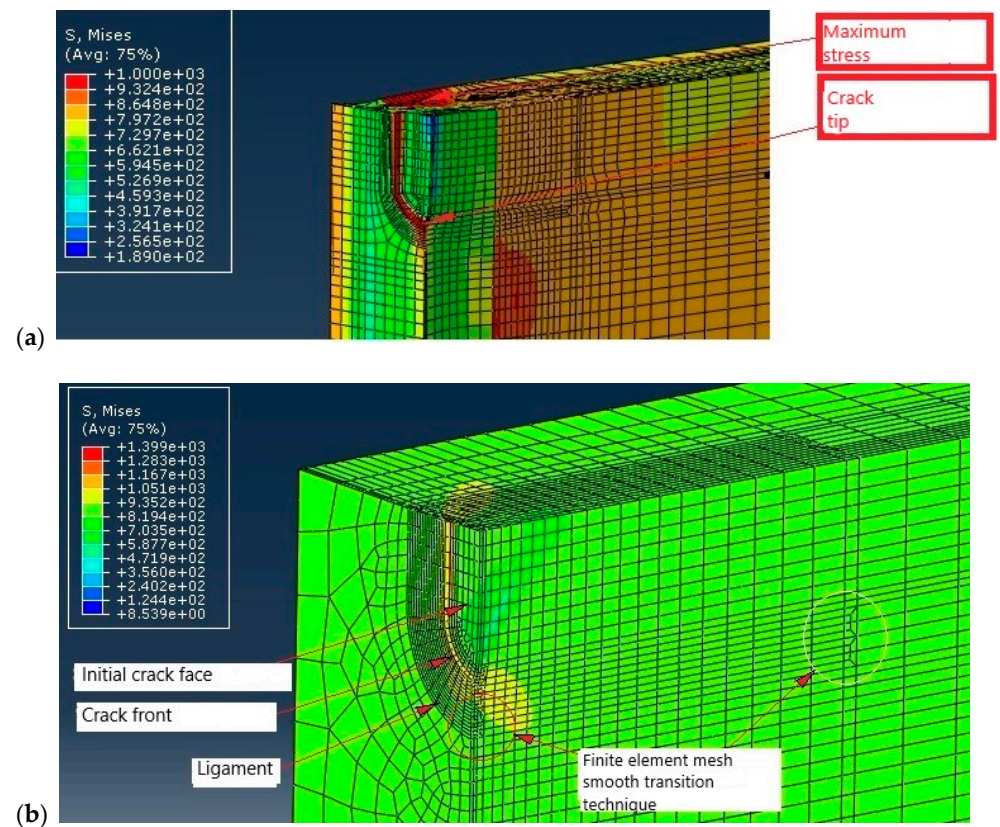 S, Mises
(Avg: 75%)
+1.000e+03
+9.324e+02
+8.648e+02
+7.972e+02
+7.297e+02
+6.621e+02
+5.945e+02
+5.269e+02
+4.593e+02
+3.917e+02
+3.241e+02
+2.565e+02
+1.890e+02
Maximum
stress
Crack
tip
(a)
S, Mises
(Avg: 75%)
+1.399e+03
+1.283e+03
+1.167e+03
+1.051e+03
+9.352e+02
+8.194e+02
+7.035e+02
+5.877e+02
+4.719e+02
+3.560e+02
+2.402e+02
+1.244e+02
+8.539e+00
Initial crack face
Crack front
Ligament
Finite element mesh
smooth transition
technique
(b)